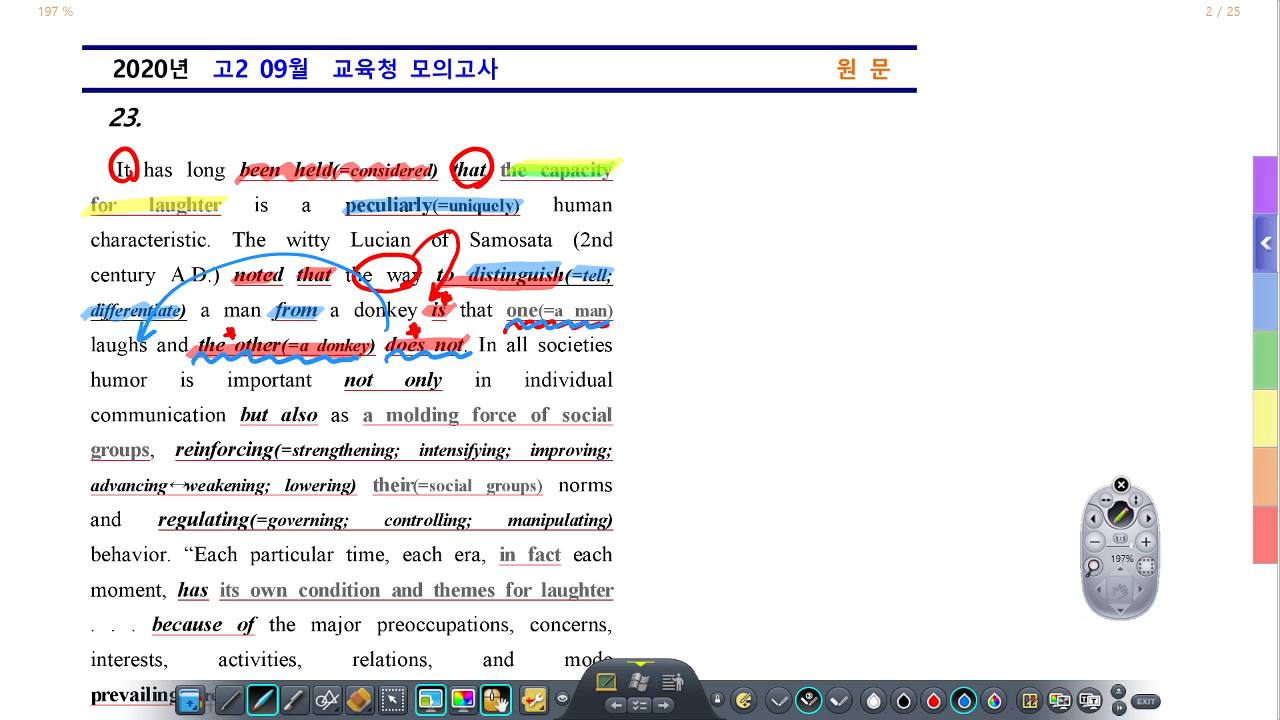 197 %
2 / 25
2020년 고2 09월 교육청 모의고사
원 문
23.
It has long been held(=considered) that the capacity
for laughter is a peculiarly(=uniquely) human
characteristic. The witty Lucian of Samosata (2nd
century A.D.) noted that the way to distinguish(=tell;
differentiate) a man from a donkey is that one(=a man)
laughs and the other(=a donkey) does not. In all societies
humor is important not only in individual
communication but also as a molding force of social
groups, reinforcing(=strengthening; intensifying; improving;
advancing↔weakening; lowering) their(=social groups) norms
and regulating(=governing; controlling; manipulating)
behavior. “Each particular time, each era, in fact each
moment, has its own condition and themes for laughter
. . . because of the major preoccupations, concerns,
interests, activities, relations, and mode
prevailing
1:1
197%
EXIT